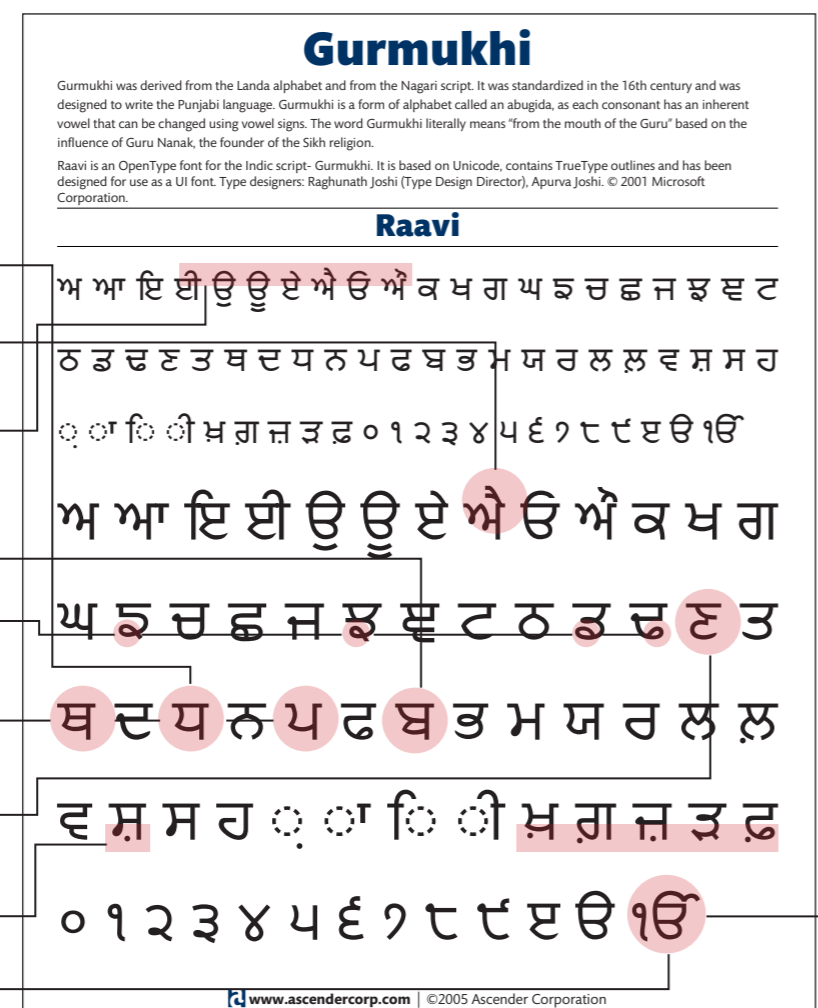 Gurmukhi
Gurmukhi was derived from the Landa alphabet and from the Nagari script. It was standardized in the 16th century and was
designed to write the Punjabi language. Gurmukhi is a form of alphabet called an abugida, as each consonant has an inherent
vowel that can be changed using vowel signs. The word Gurmukhi literally means “from the mouth of the Guru” based on the
influence of Guru Nanak, the founder of the Sikh religion.
Raavi is an OpenType font for the Indic script- Gurmukhi. It is based on Unicode, contains TrueType outlines and has been
designed for use as a UI font. Type designers: Raghunath Joshi (Type Design Director), Apurva Joshi. © 2001 Microsoft
Corporation.
Raavi
ਅ ਆ ਇ ਈ ਉ ਊ ਏ ਐ ਓ ਔ ਕ ਖ ਗ ਘ ਙ ਚ ਛ ਜ ਝ ਞ ਟ
ਠ ਡ ਢ ਣ ਤ ਥ ਦ ਧ ਨ ਪ ਫ ਬ ਭ ਮ ਯ ਰ ਲ ਲ਼ ਵ ਸ਼ ਸ ਹ
◌਼ ◌ਾ ◌ਿ ◌ੀ ਖ਼ ਗ਼ ਜ਼ ੜ ਫ਼ ੦ ੧ ੨ ੩ ੪ ੫ ੬ ੭ ੮ ੯ ੲ ੳ ੴ
ਅ ਆ ਇ ਈ ਉ ਊ ਏ ਐ ਓ ਔ ਕ ਖ ਗ
ਘ ਙ ਚ ਛ ਜ ਝ ਞ ਟ ਠ ਡ ਢ ਣ ਤ
ਥ ਦ ਧ ਨ ਪ ਫ ਬ ਭ ਮ ਯ ਰ ਲ ਲ਼
ਵ ਸ਼ ਸ ਹ ◌਼ ◌ਾ ◌ਿ ◌ੀ ਖ਼ ਗ਼ ਜ਼ ੜ ਫ਼
੦ ੧ ੨ ੩ ੪ ੫ ੬ ੭ ੮ ੯ ੲ ੳ ੴ
www.ascendercorp.com | ©2005 Ascender Corporation